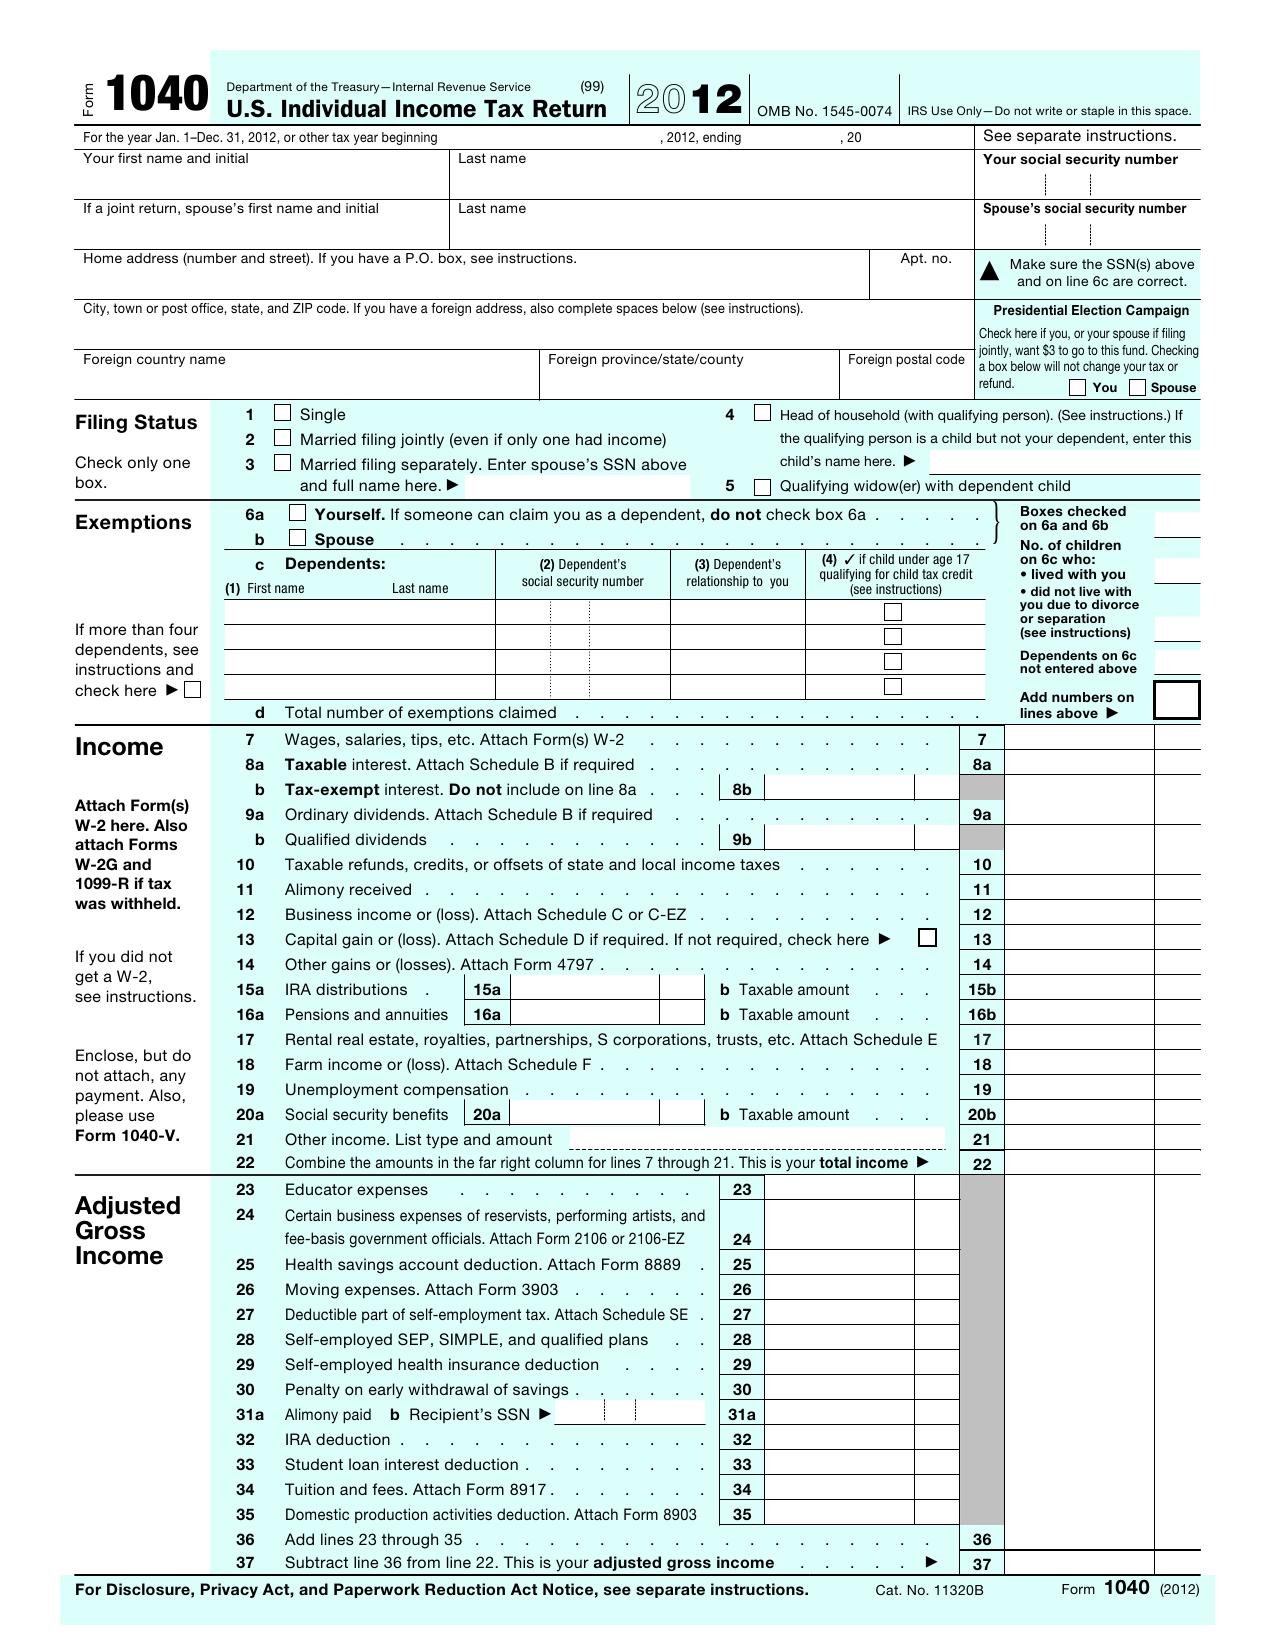 Form 1040
Department of the Treasury—Internal Revenue Service (99)
U.S. Individual Income Tax Return
2012
OMB No. 1545-0074
IRS Use Only—Do not write or staple in this space.
For the year Jan. 1–Dec. 31, 2012, or other tax year beginning , 2012, ending , 20
See separate instructions.
Your first name and initial
Last name
Your social security number
If a joint return, spouse's first name and initial
Last name
Spouse's social security number
Home address (number and street). If you have a P.O. box, see instructions.
Apt. no.
▲ Make sure the SSN(s) above
and on line 6c are correct.
City, town or post office, state, and ZIP code. If you have a foreign address, also complete spaces below (see instructions).
Foreign country name
Foreign province/state/county
Foreign postal code
Presidential Election Campaign
Check here if you, or your spouse if filing
jointly, want $3 to go to this fund. Checking
a box below will not change your tax or
refund. You Spouse
Filing Status
Check only one
box.
1 Single
2 Married filing jointly (even if only one had income)
3 Married filing separately. Enter spouse's SSN above
and full name here. ▶
4 Head of household (with qualifying person). (See instructions.) If
the qualifying person is a child but not your dependent, enter this
child's name here. ▶
5 Qualifying widow(er) with dependent child
Exemptions
6a Yourself. If someone can claim you as a dependent, do not check box 6a . . . . .
b Spouse . . . . . . . . . . . . . . . . . . . . . . . .
c Dependents:
(1) First name Last name
(2) Dependent's
social security number
(3) Dependent's
relationship to you
(4) ✓ if child under age 17
qualifying for child tax credit
(see instructions)
If more than four
dependents, see
instructions and
check here ▶
d Total number of exemptions claimed . . . . . . . . . . . . . . . . .
Boxes checked
on 6a and 6b
No. of children
on 6c who:
• lived with you
• did not live with
you due to divorce
or separation
(see instructions)
Dependents on 6c
not entered above
Add numbers on
lines above ▶
Income
Attach Form(s)
W-2 here. Also
attach Forms
W-2G and
1099-R if tax
was withheld.
If you did not
get a W-2,
see instructions.
Enclose, but do
not attach, any
payment. Also,
please use
Form 1040-V.
7 Wages, salaries, tips, etc. Attach Form(s) W-2 . . . . . . . . . . . . 7
8a Taxable interest. Attach Schedule B if required . . . . . . . . . . . . 8a
b Tax-exempt interest. Do not include on line 8a . . . 8b
9a Ordinary dividends. Attach Schedule B if required . . . . . . . . . . . 9a
b Qualified dividends . . . . . . . . . . . 9b
10 Taxable refunds, credits, or offsets of state and local income taxes . . . . . . 10
11 Alimony received . . . . . . . . . . . . . . . . . . . . . 11
12 Business income or (loss). Attach Schedule C or C-EZ . . . . . . . . . . 12
13 Capital gain or (loss). Attach Schedule D if required. If not required, check here ▶ 13
14 Other gains or (losses). Attach Form 4797 . . . . . . . . . . . . . . 14
15a IRA distributions . 15a b Taxable amount . . . 15b
16a Pensions and annuities 16a b Taxable amount . . . 16b
17 Rental real estate, royalties, partnerships, S corporations, trusts, etc. Attach Schedule E 17
18 Farm income or (loss). Attach Schedule F . . . . . . . . . . . . . . 18
19 Unemployment compensation . . . . . . . . . . . . . . . . . 19
20a Social security benefits 20a b Taxable amount . . . 20b
21 Other income. List type and amount 21
22 Combine the amounts in the far right column for lines 7 through 21. This is your total income ▶ 22
Adjusted
Gross
Income
23 Educator expenses . . . . . . . . . . 23
24 Certain business expenses of reservists, performing artists, and
fee-basis government officials. Attach Form 2106 or 2106-EZ 24
25 Health savings account deduction. Attach Form 8889 . 25
26 Moving expenses. Attach Form 3903 . . . . . . 26
27 Deductible part of self-employment tax. Attach Schedule SE . 27
28 Self-employed SEP, SIMPLE, and qualified plans . . 28
29 Self-employed health insurance deduction . . . . 29
30 Penalty on early withdrawal of savings . . . . . . 30
31a Alimony paid b Recipient's SSN ▶ 31a
32 IRA deduction . . . . . . . . . . . . . 32
33 Student loan interest deduction . . . . . . . . 33
34 Tuition and fees. Attach Form 8917 . . . . . . . 34
35 Domestic production activities deduction. Attach Form 8903 35
36 Add lines 23 through 35 . . . . . . . . . . . . . . . . . . . 36
37 Subtract line 36 from line 22. This is your adjusted gross income . . . . . ▶ 37
For Disclosure, Privacy Act, and Paperwork Reduction Act Notice, see separate instructions.
Cat. No. 11320B
Form 1040 (2012)